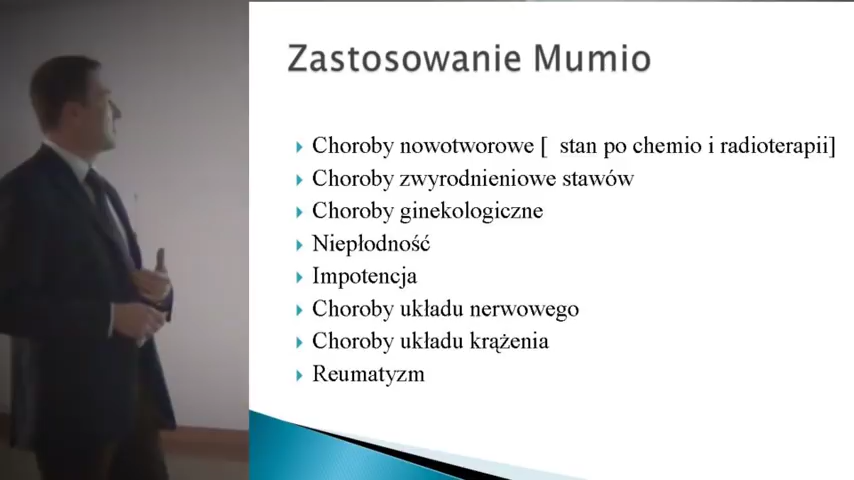 Zastosowanie Mumio
Choroby nowotworowe [ stan po chemio i radioterapii]
Choroby zwyrodnieniowe stawów
Choroby ginekologiczne
Niepłodność
Impotencja
Choroby układu nerwowego
Choroby układu krążenia
Reumatyzm